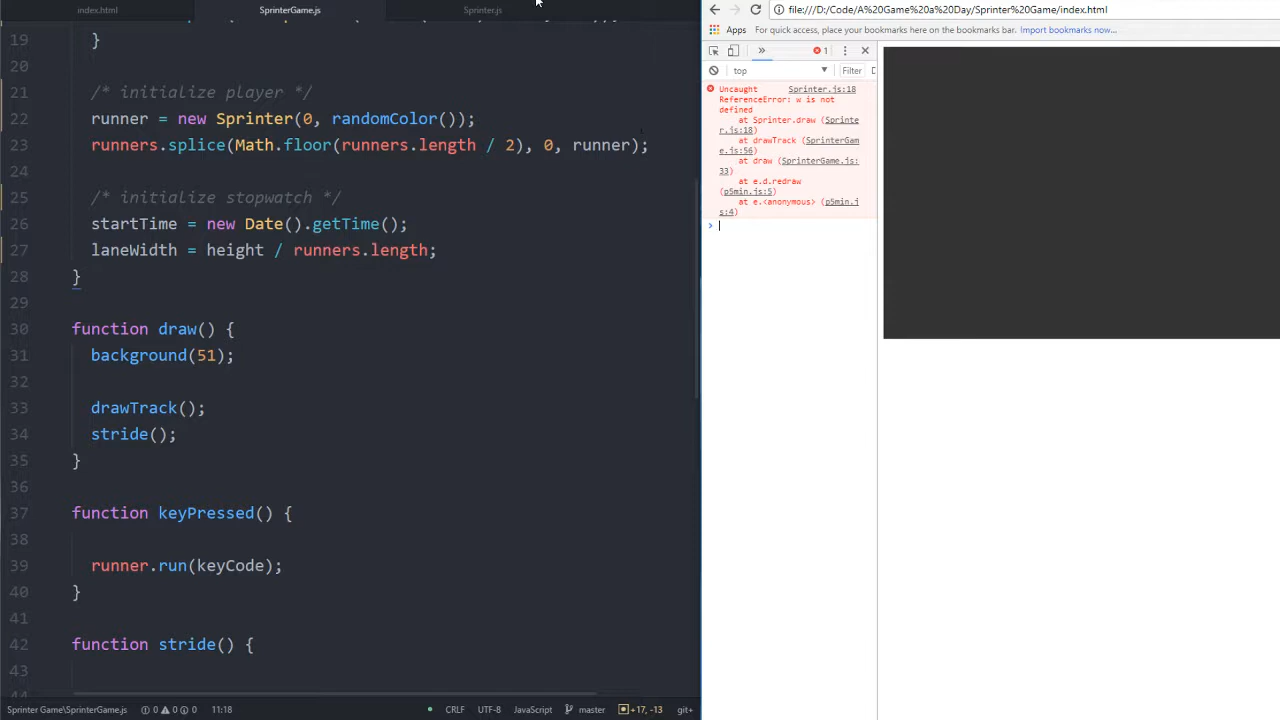 index.html
SprinterGame.js
Sprinter.js
19 }
20
21 /* initialize player */
22 runner = new Sprinter(0, randomColor());
23 runners.splice(Math.floor(runners.length / 2), 0, runner);
24
25 /* initialize stopwatch */
26 startTime = new Date().getTime();
27 laneWidth = height / runners.length;
28 }
29
30 function draw() {
31 background(51);
32
33 drawTrack();
34 stride();
35 }
36
37 function keyPressed() {
38
39 runner.run(keyCode);
40 }
41
42 function stride() {
43
Sprinter Game\SprinterGame.js 0 0 0 11:18
CRLF UTF-8 JavaScript master +17, -13 git+
file:///D:/Code/A%20Game%20a%20Day/Sprinter%20Game/index.html
Apps For quick access, place your bookmarks here on the bookmarks bar. Import bookmarks now...
» 1
top Filter
Uncaught Sprinter.js:18
ReferenceError: w is not
defined
at Sprinter.draw (Sprinte
r.js:18)
at drawTrack (SprinterGam
e.js:56)
at draw (SprinterGame.js:
33)
at e.d.redraw
(p5min.js:5)
at e.<anonymous> (p5min.j
s:4)